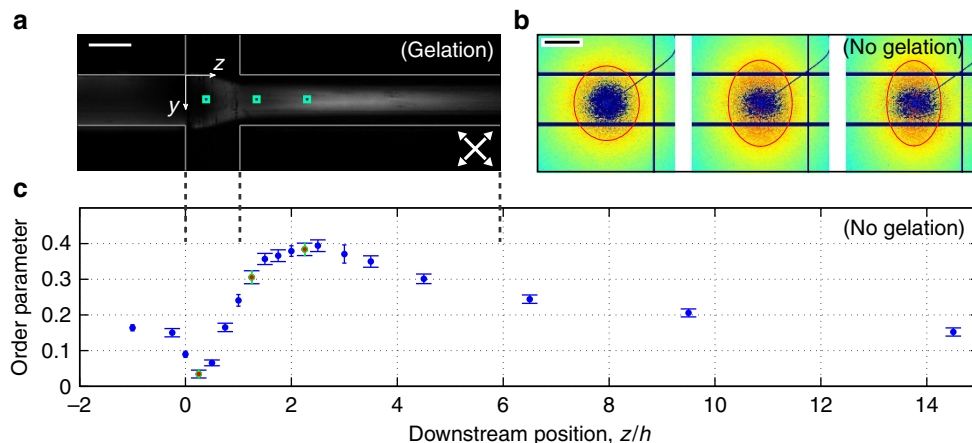 a
(Gelation)
z
y
b
(No gelation)
c
(No gelation)
Order parameter
0.4
0.3
0.2
0.1
0
−2
0
2
4
6
8
10
12
14
Downstream position, z/h